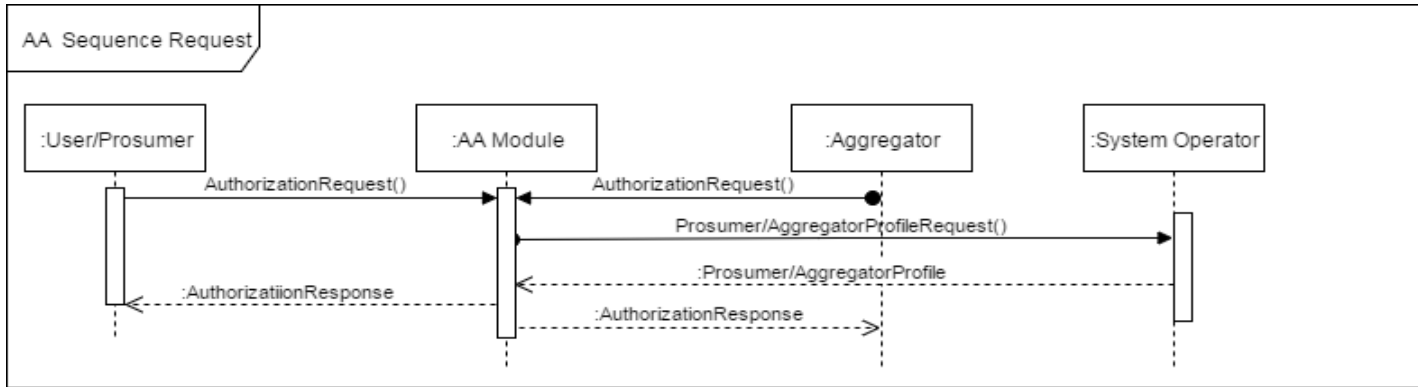 AA  Sequence Request
:User/Prosumer
:AA Module
:Aggregator
:System Operator
AuthorizationRequest()
AuthorizationRequest()
Prosumer/AggregatorProfileRequest()
:Prosumer/AggregatorProfile
:AuthorizatiionResponse
:AuthorizationResponse